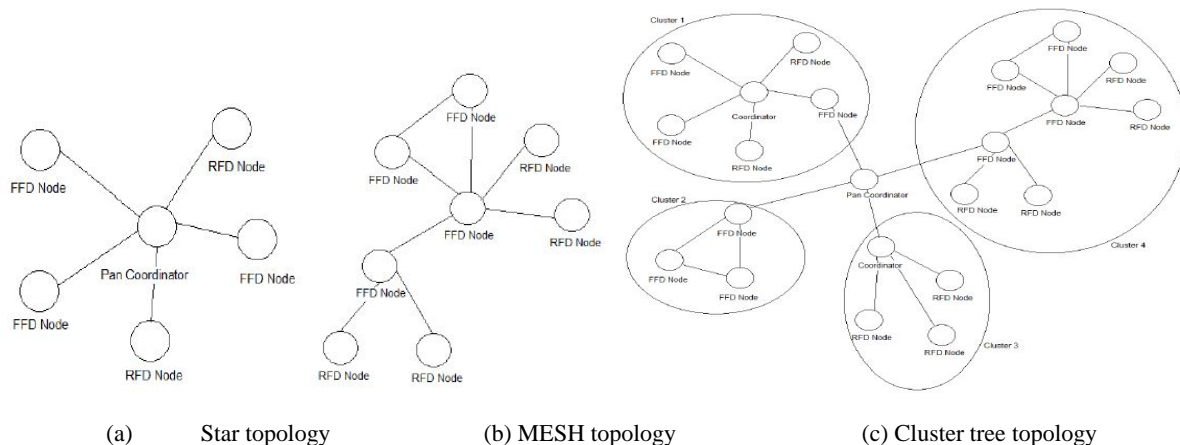 RFD Node
FFD Node
Pan Coordinator
FFD Node
FFD Node
RFD Node
FFD Node
FFD Node
RFD Node
FFD Node
RFD Node
FFD Node
RFD Node
RFD Node
Cluster 1
RFD Node
FFD Node
Coordinator
FFD Node
FFD Node
RFD Node
Cluster 2
FFD Node
FFD Node
FFD Node
Pan Coordinator
Coordinator
RFD Node
RFD Node
RFD Node
Cluster 3
FFD Node
RFD Node
FFD Node
FFD Node
RFD Node
FFD Node
RFD Node
RFD Node
Cluster 4
(a) Star topology
(b) MESH topology
(c) Cluster tree topology